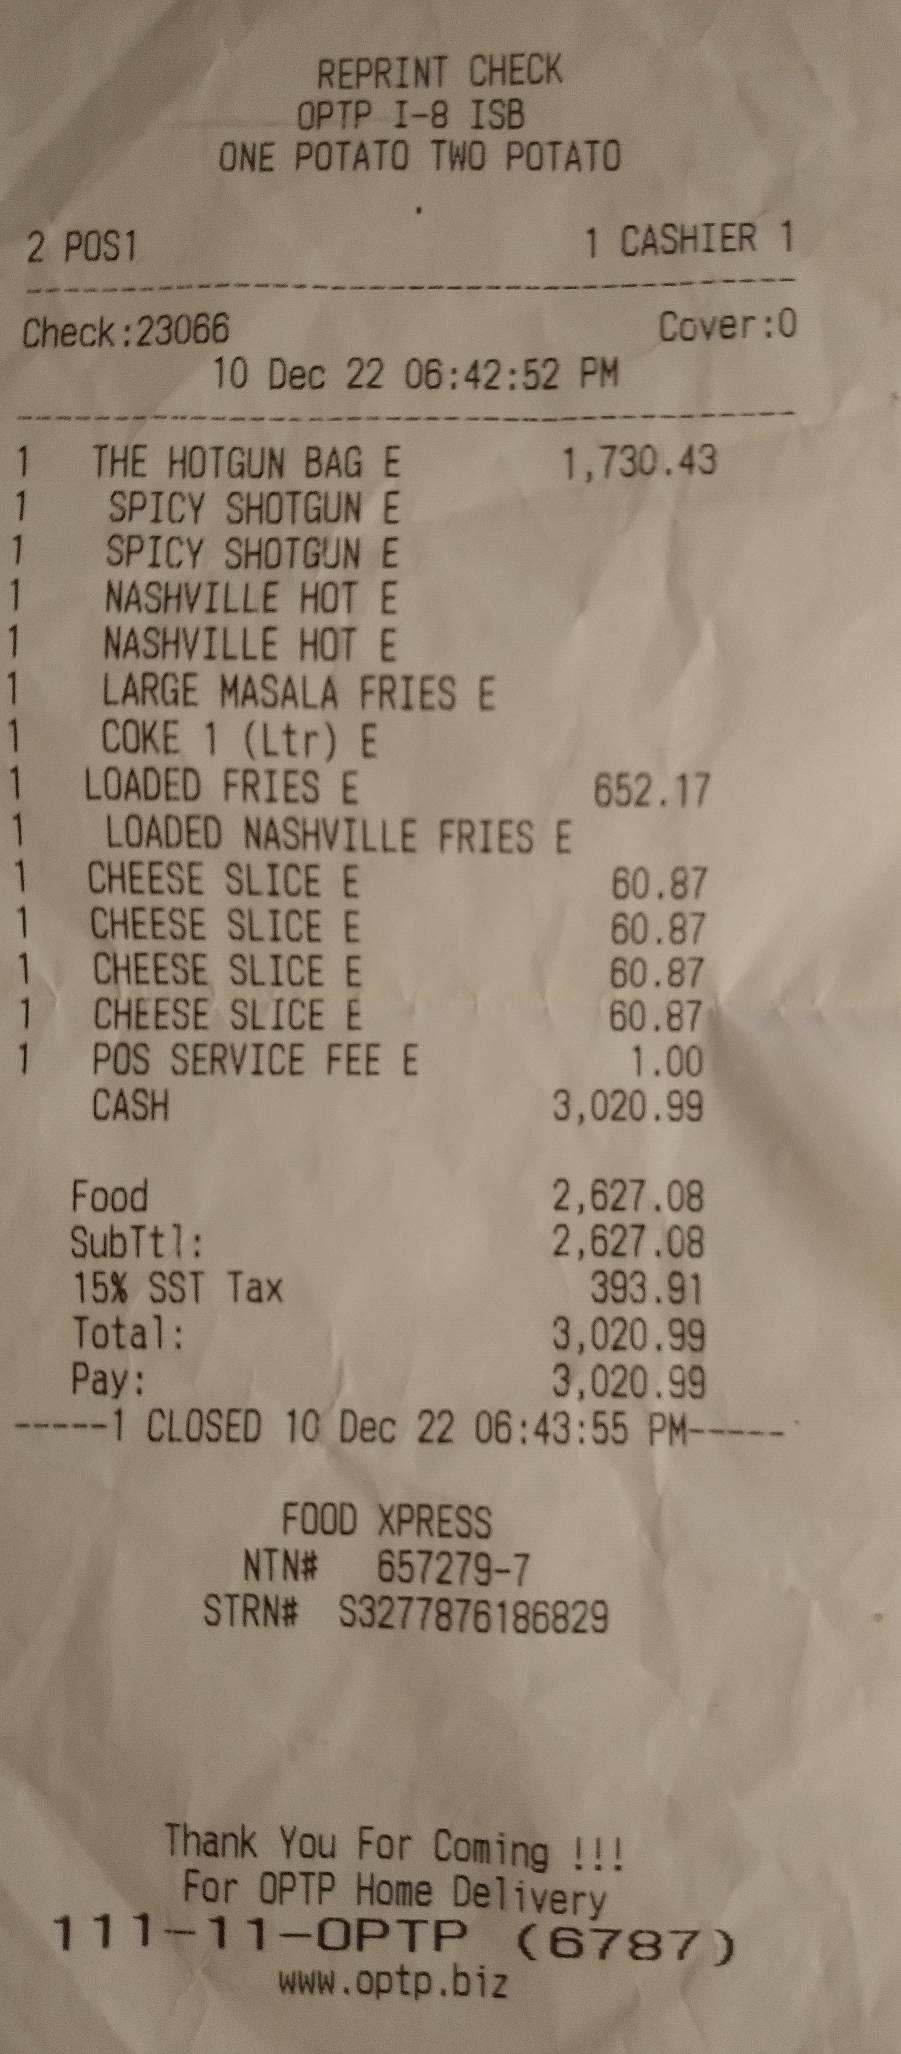 REPRINT CHECK
OPTP I-8 ISB
ONE POTATO TWO POTATO
2 POS1 1 CASHIER 1
Check:23066 Cover:0
10 Dec 22 06:42:52 PM
1 THE HOTGUN BAG E 1,730.43
1 SPICY SHOTGUN E
1 SPICY SHOTGUN E
1 NASHVILLE HOT E
1 NASHVILLE HOT E
1 LARGE MASALA FRIES E
1 COKE 1 (Ltr) E
1 LOADED FRIES E 652.17
1 LOADED NASHVILLE FRIES E
1 CHEESE SLICE E 60.87
1 CHEESE SLICE E 60.87
1 CHEESE SLICE E 60.87
1 CHEESE SLICE E 60.87
1 POS SERVICE FEE E 1.00
CASH 3,020.99
Food 2,627.08
SubTtl: 2,627.08
15% SST Tax 393.91
Total: 3,020.99
Pay: 3,020.99
-----1 CLOSED 10 Dec 22 06:43:55 PM-----
FOOD XPRESS
NTN# 657279-7
STRN# S3277876186829
Thank You For Coming !!!
For OPTP Home Delivery
111-11-OPTP (6787)
www.optp.biz